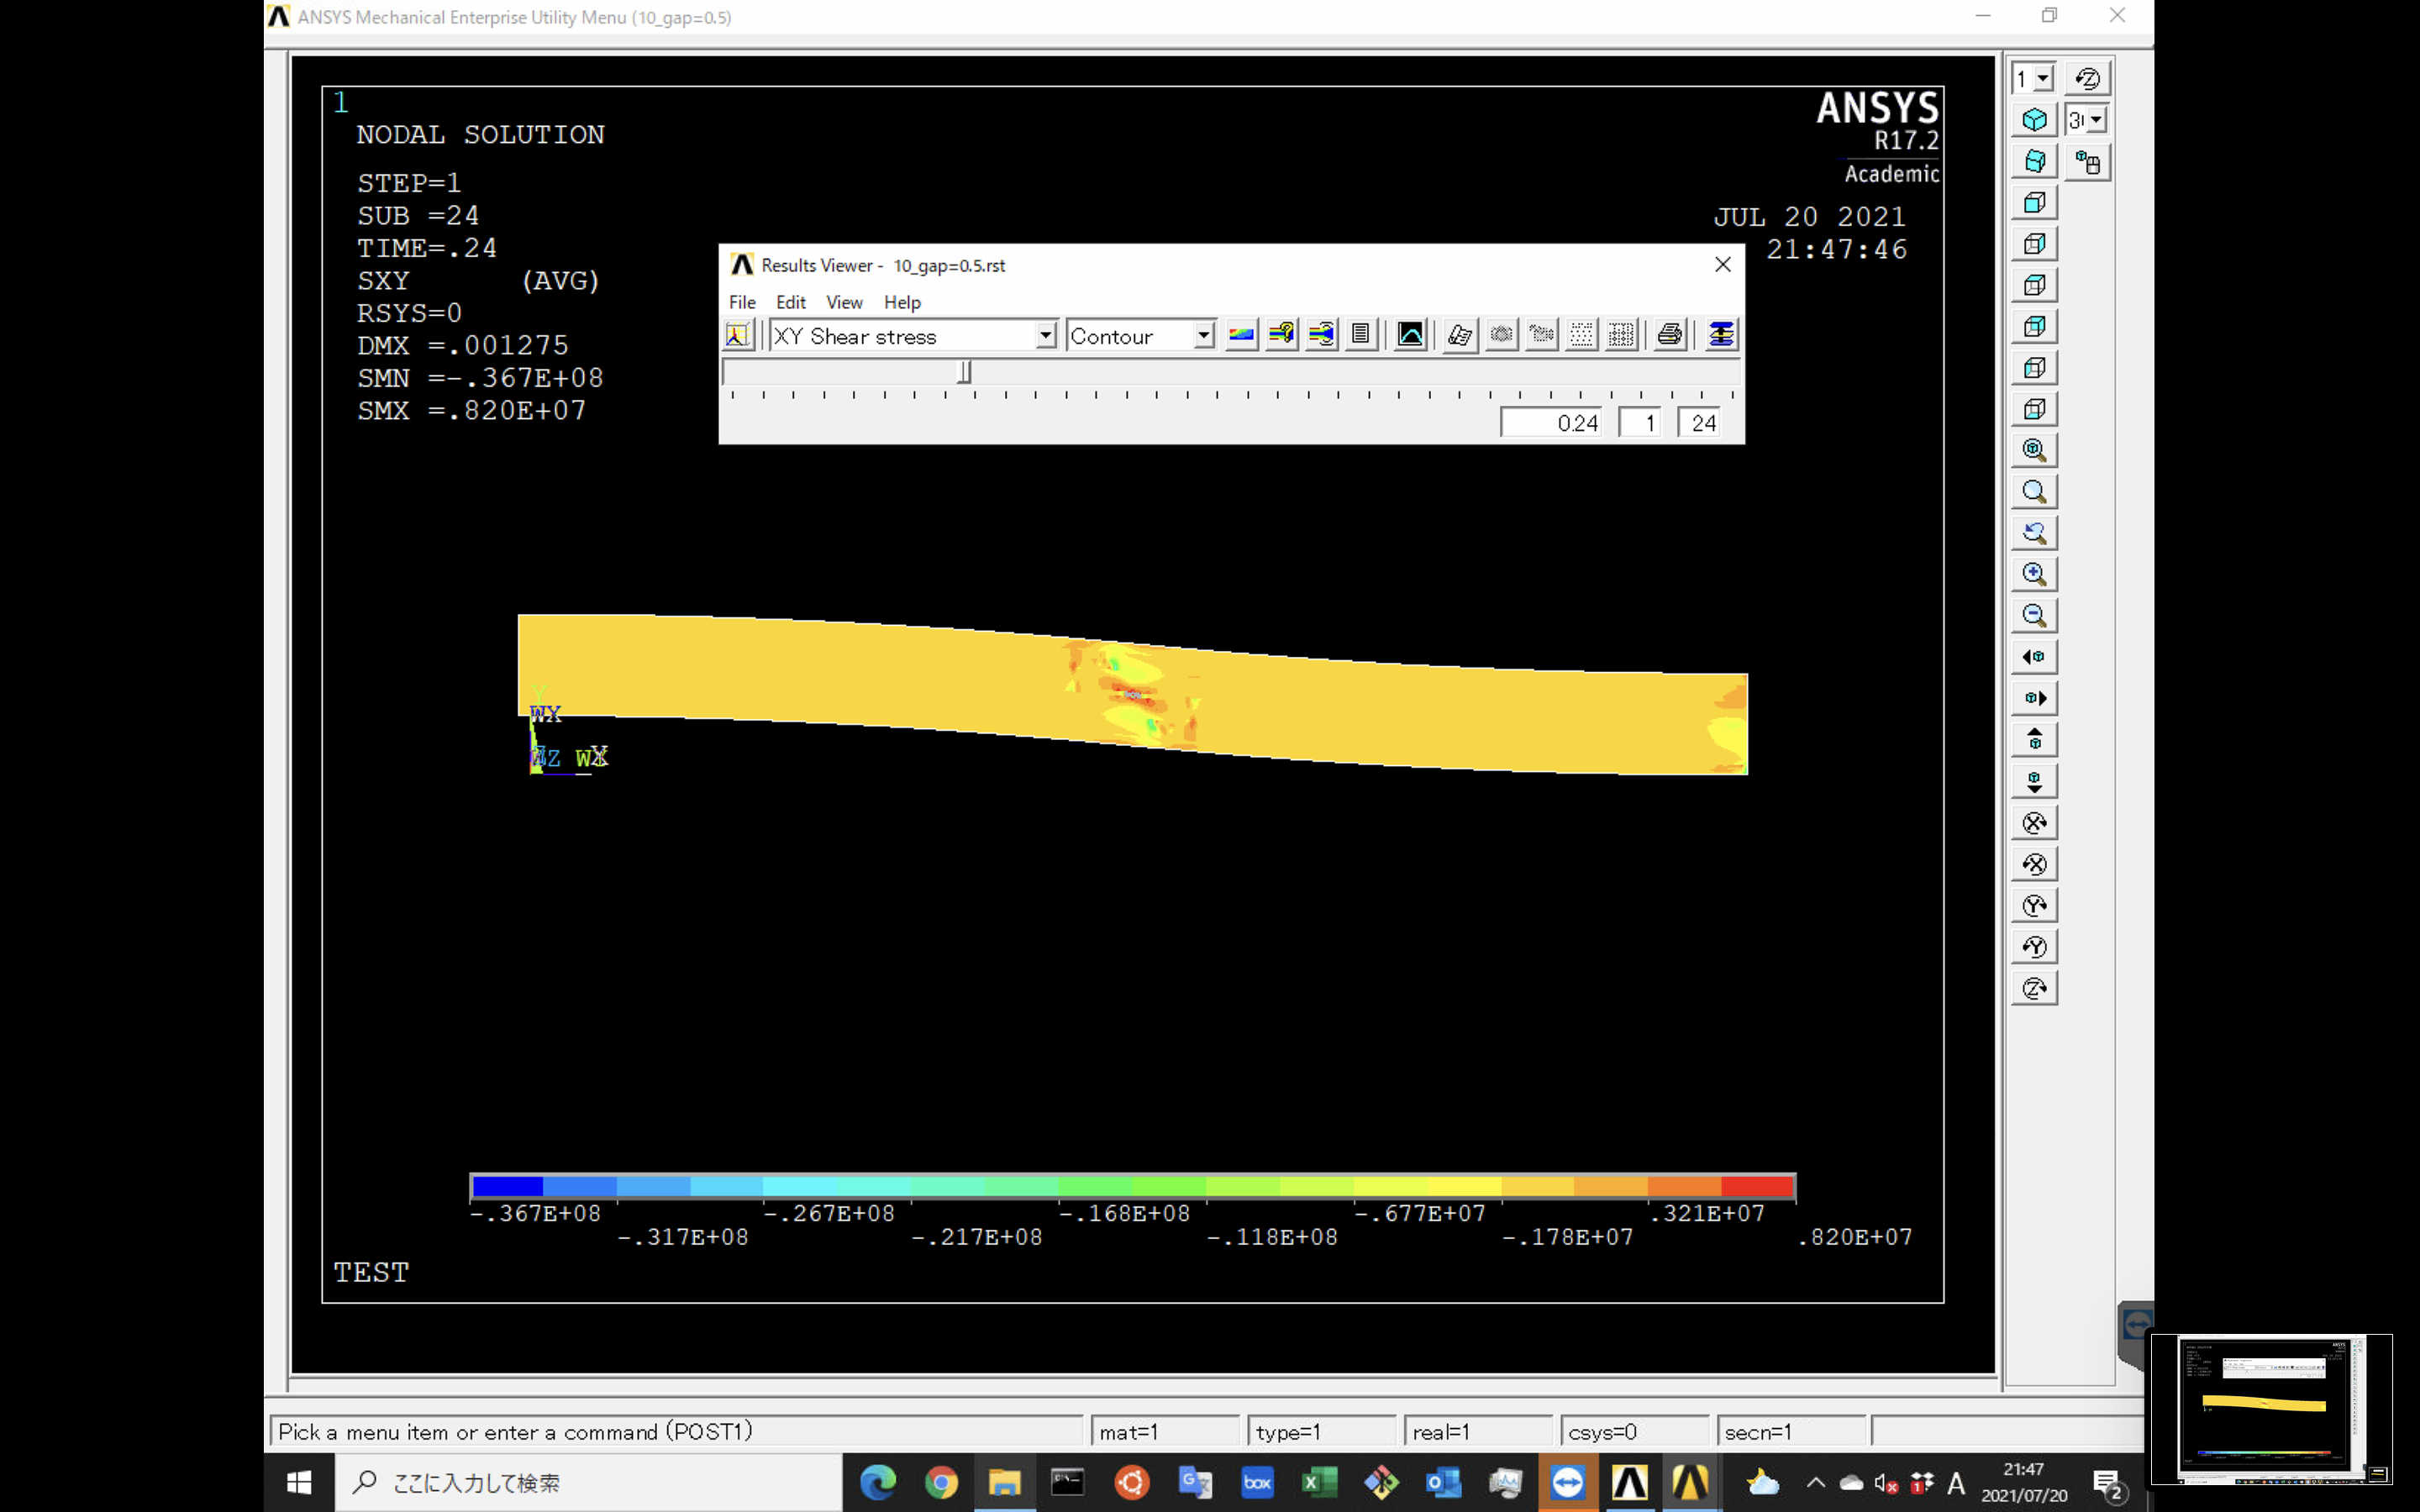 ANSYS Mechanical Enterprise Utility Menu (10_gap=0.5)
1
NODAL SOLUTION
STEP=1
SUB =24
TIME=.24
SXY (AVG)
RSYS=0
DMX =.001275
SMN =-.367E+08
SMX =.820E+07
ANSYS
R17.2
Academic
JUL 20 2021
21:47:46
Results Viewer - 10_gap=0.5.rst
File Edit View Help
XY Shear stress Contour
0.24 1 24
1
3
Y
WX
-.367E+08 -.267E+08 -.168E+08 -.677E+07 .321E+07
-.317E+08 -.217E+08 -.118E+08 -.178E+07 .820E+07
TEST
Pick a menu item or enter a command (POST1) mat=1 type=1 real=1 csys=0 secn=1
ここに入力して検索
box
A
21:47
2021/07/20
2